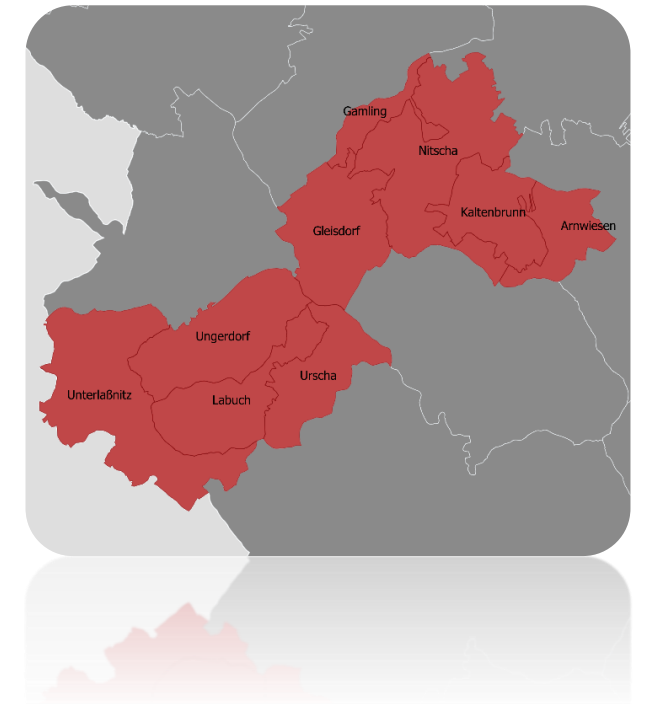 Gamling
Nitscha
Kaltenbrunn
Arnwiesen
Gleisdorf
Ungerdorf
Urscha
Unterlaßnitz
Labuch